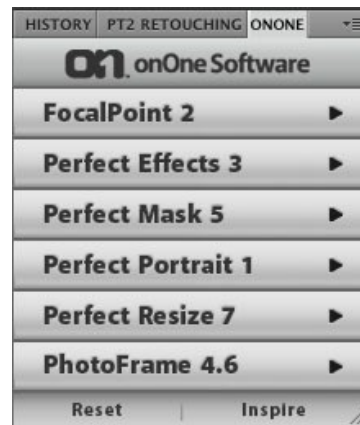 HISTORY PT2 RETOUCHING ONONE
on onOne Software
FocalPoint 2
Perfect Effects 3
Perfect Mask 5
Perfect Portrait 1
Perfect Resize 7
PhotoFrame 4.6
Reset | Inspire